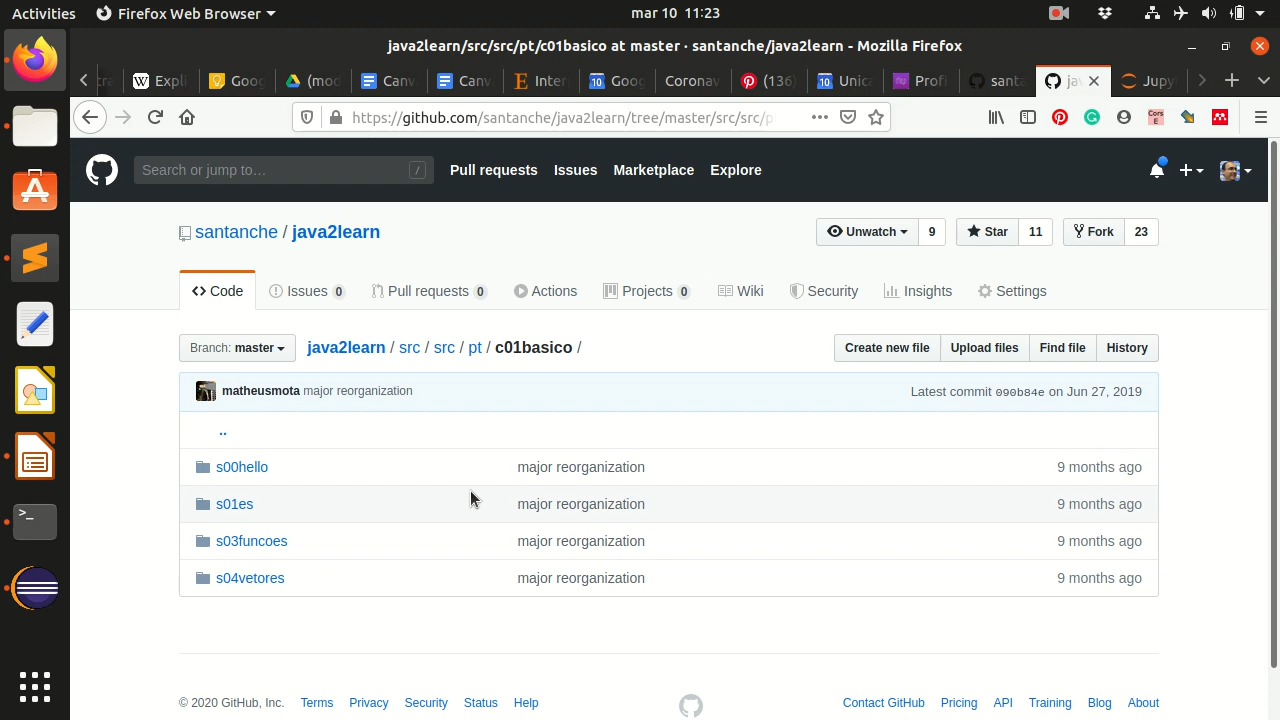 Activities Firefox Web Browser mar 10 11:23
java2learn/src/src/pt/c01basico at master · santanche/java2learn - Mozilla Firefox
Expli Goog (mod Canv Canv Inter Goog Corona (136) Unica Profi santa ja Jupy
https://github.com/santanche/java2learn/tree/master/src/src/p
Search or jump to… / Pull requests Issues Marketplace Explore
santanche / java2learn Unwatch 9 Star 11 Fork 23
Code Issues 0 Pull requests 0 Actions Projects 0 Wiki Security Insights Settings
Branch: master java2learn / src / src / pt / c01basico / Create new file Upload files Find file History
matheusmota major reorganization Latest commit 090b84e on Jun 27, 2019
..
s00hello major reorganization 9 months ago
s01es major reorganization 9 months ago
s03funcoes major reorganization 9 months ago
s04vetores major reorganization 9 months ago
© 2020 GitHub, Inc. Terms Privacy Security Status Help Contact GitHub Pricing API Training Blog About